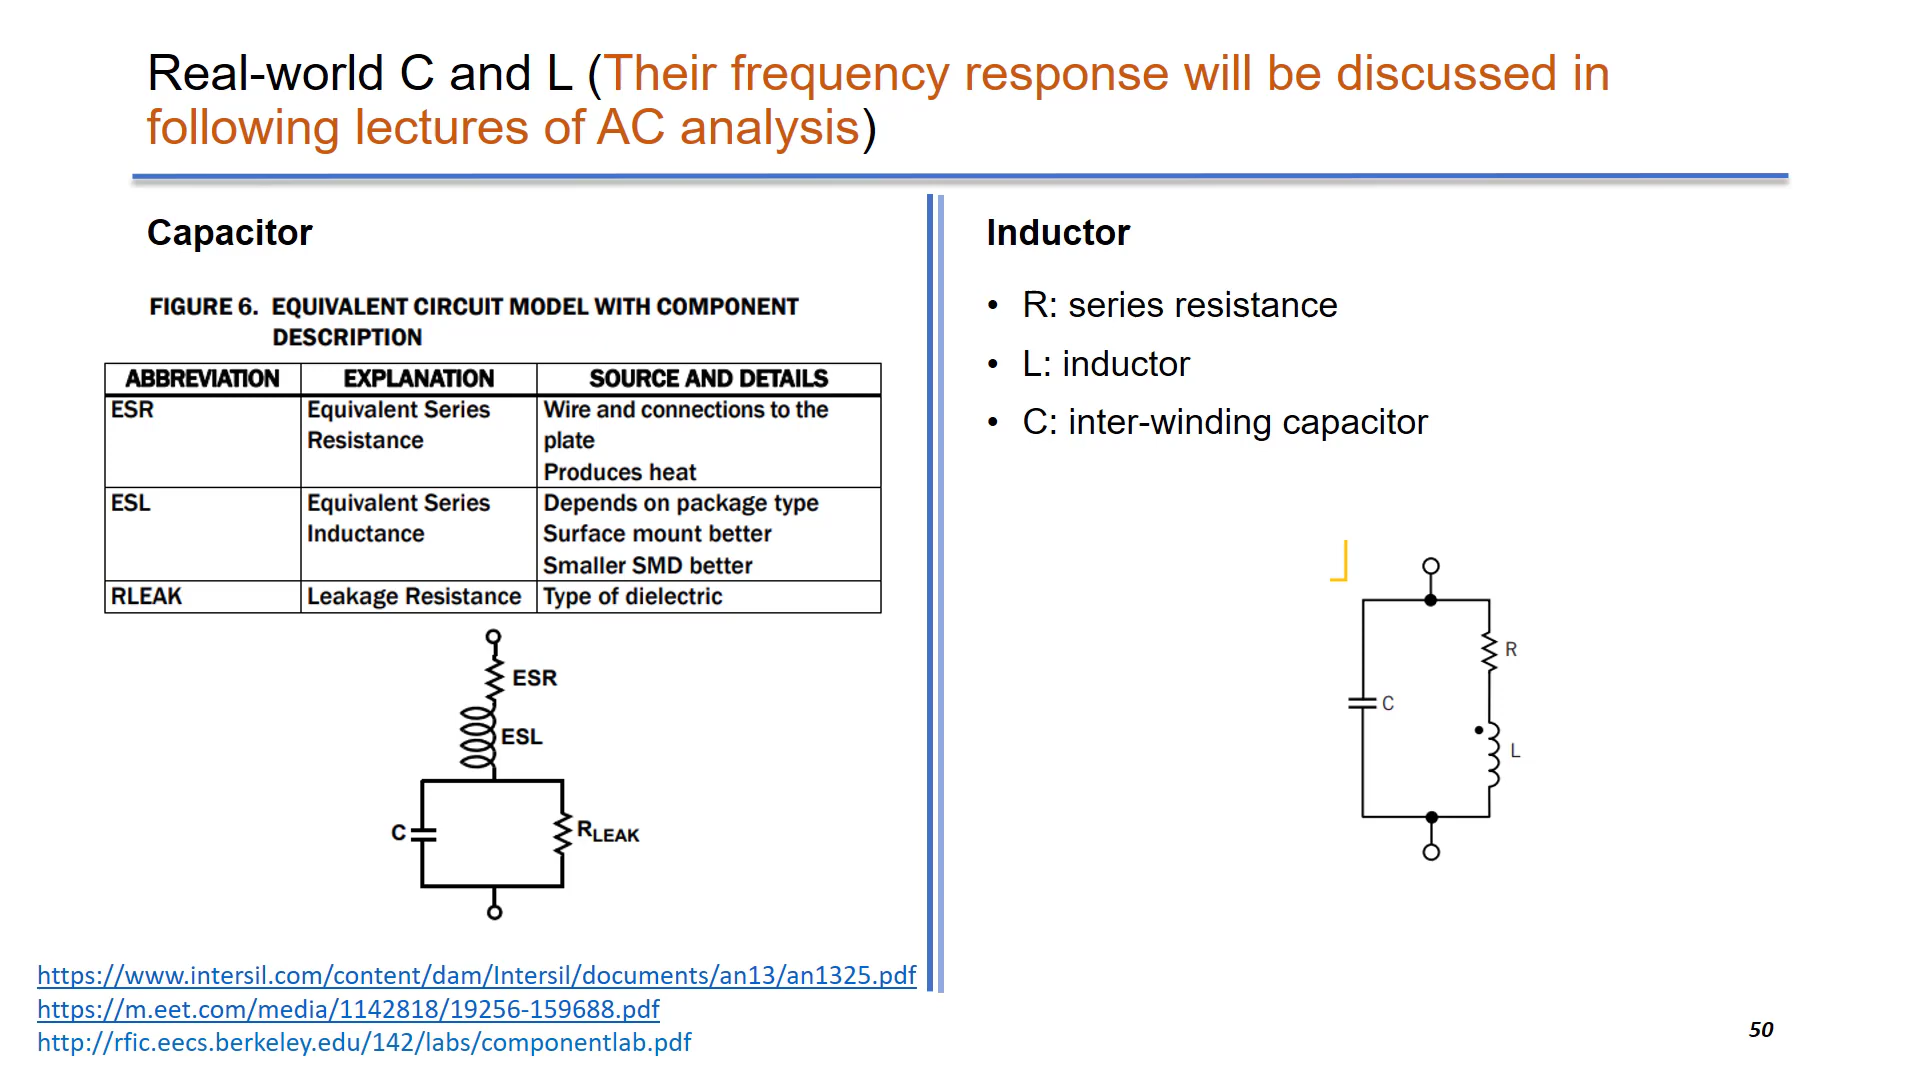 Real-world C and L (Their frequency response will be discussed in
following lectures of AC analysis)
Capacitor
FIGURE 6. EQUIVALENT CIRCUIT MODEL WITH COMPONENT
DESCRIPTION
ABBREVIATION EXPLANATION SOURCE AND DETAILS
ESR Equivalent Series Wire and connections to the
Resistance plate
Produces heat
ESL Equivalent Series Depends on package type
Inductance Surface mount better
Smaller SMD better
RLEAK Leakage Resistance Type of dielectric
ESR
ESL
C RLEAK
https://www.intersil.com/content/dam/Intersil/documents/an13/an1325.pdf
https://m.eet.com/media/1142818/19256-159688.pdf
http://rfic.eecs.berkeley.edu/142/labs/componentlab.pdf
Inductor
• R: series resistance
• L: inductor
• C: inter-winding capacitor
R
C
L
50